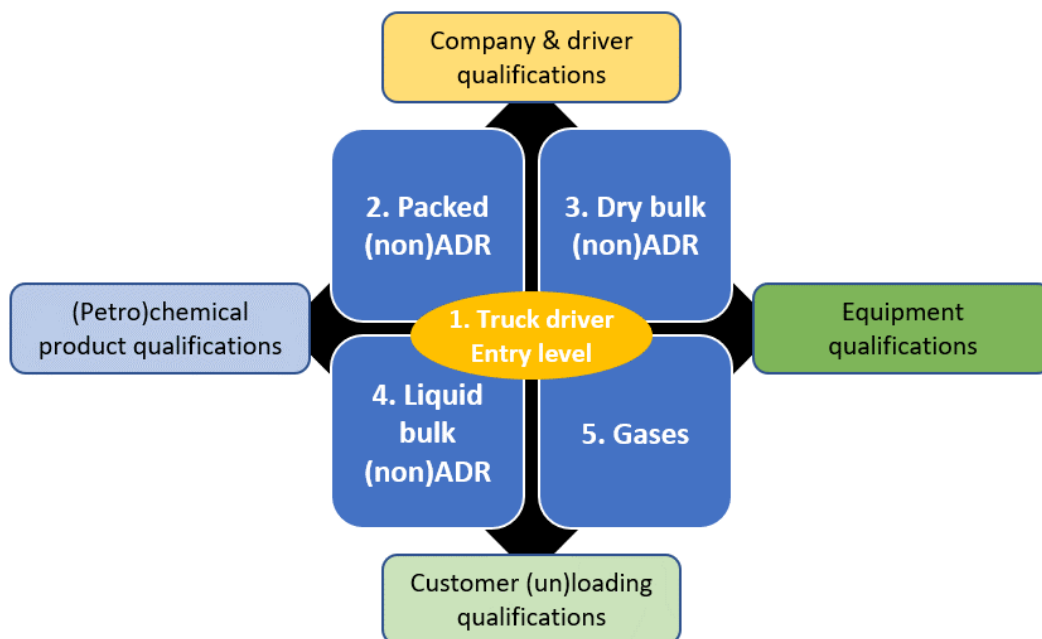 Company & driver
qualifications
2. Packed
(non)ADR
3. Dry bulk
(non)ADR
(Petro)chemical
product qualifications
1. Truck driver
Entry level
Equipment
qualifications
4. Liquid
bulk
(non)ADR
5. Gases
Customer (un)loading
qualifications